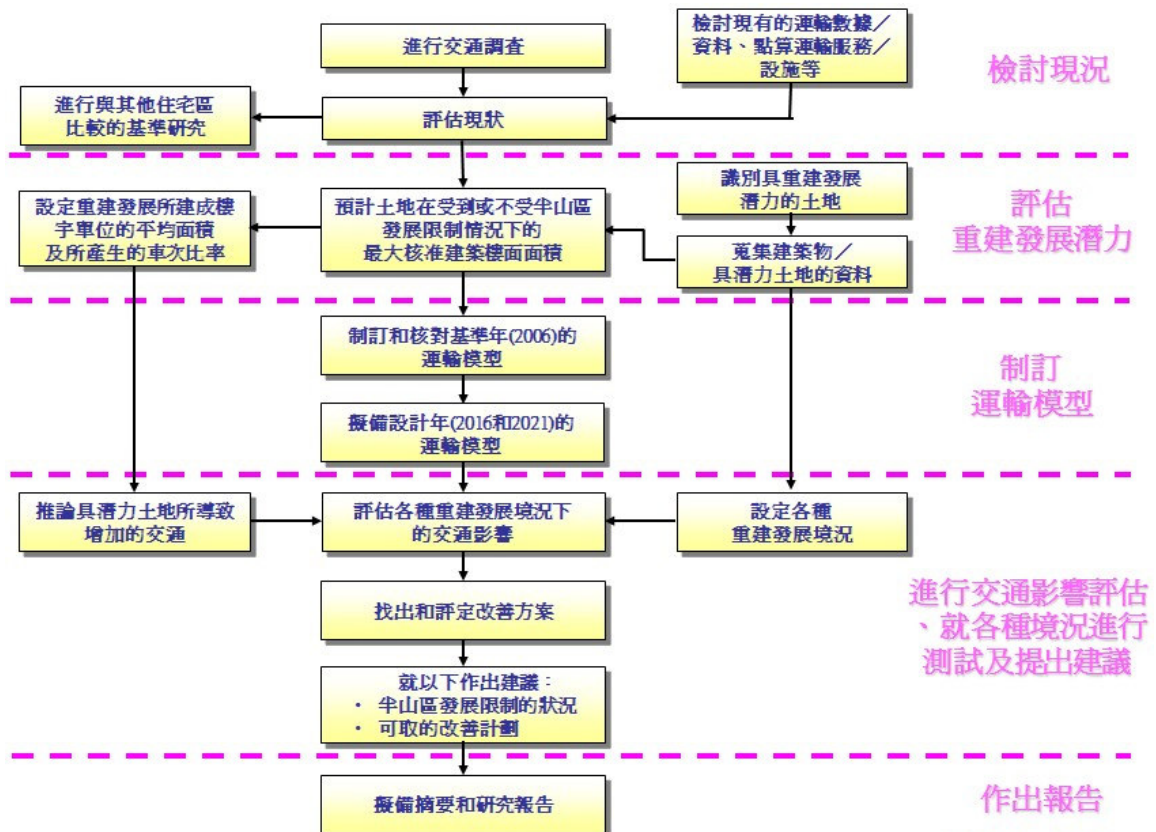 進行交通調查
檢討現有的運輸數據／
資料、點算運輸服務／
設施等
檢討現況
進行與其他住宅區
比較的基準研究
評估現狀
識別具重建發展
潛力的土地
評估
重建發展潛力
設定重建發展所建成樓
宇單位的平均面積
及所產生的車次比率
預計土地在受到或不受半山區
發展限制情況下的
最大核准建築樓面面積
蒐集建築物／
具潛力土地的資料
制訂和核對基準年(2006)的
運輸模型
制訂
運輸模型
擬備設計年(2016和2021)的
運輸模型
推論具潛力土地所導致
增加的交通
評估各種重建發展境況下
的交通影響
設定各種
重建發展境況
進行交通影響評估
、就各種境況進行
測試及提出建議
找出和評定改善方案
就以下作出建議：
• 半山區發展限制的狀況
• 可取的改善計劃
擬備摘要和研究報告
作出報告